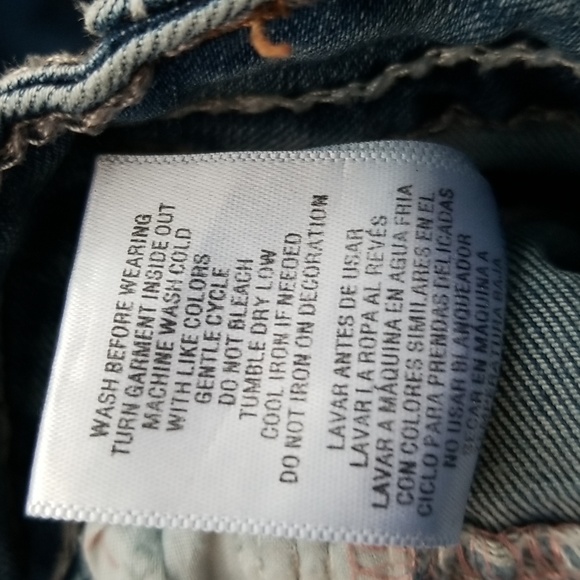 WASH BEFORE WEARING
TURN GARMENT INSIDE OUT
MACHINE WASH COLD
WITH LIKE COLORS
GENTLE CYCLE
DO NOT BLEACH
TUMBLE DRY LOW
COOL IRON IF NEEDED
DO NOT IRON ON DECORATION
LAVAR ANTES DE USAR
LAVAR LA ROPA AL REVÉS
LAVAR A MÁQUINA EN AGUA FRIA
CON COLORES SIMILARES EN EL
CICLO PARA PRENDAS DELICADAS
NO USAR BLANQUEADOR
SECAR EN MÁQUINA A
BAJA